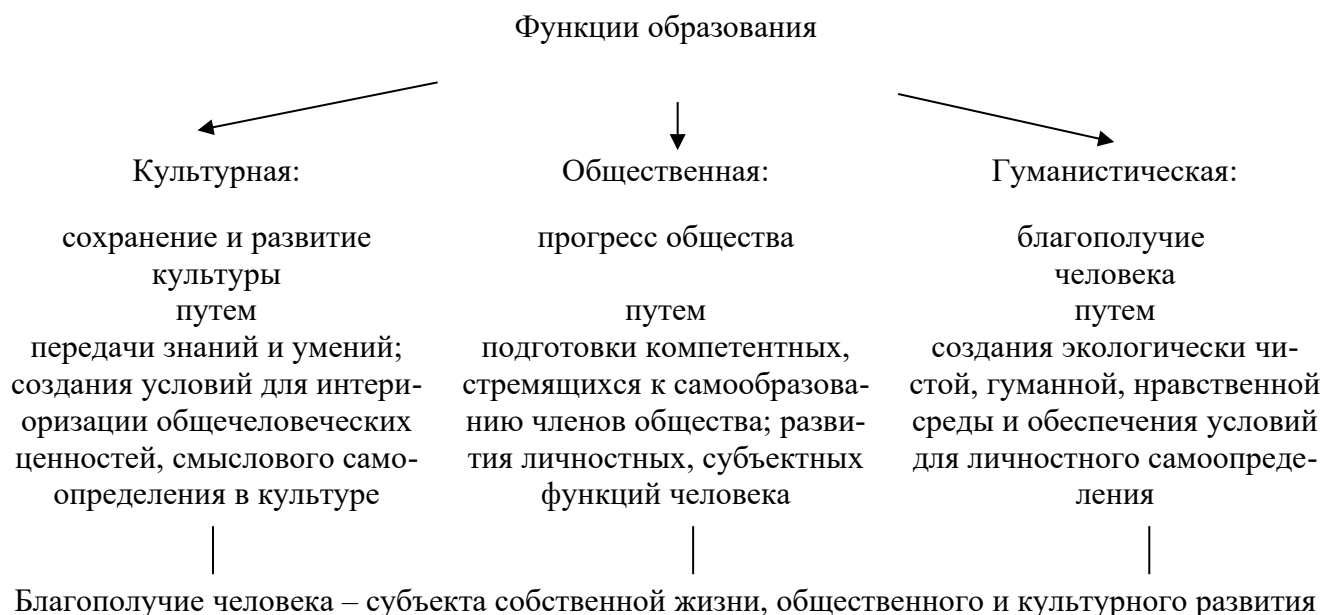 Функции образования
Культурная:
сохранение и развитие
культуры
путем
передачи знаний и умений;
создания условий для интери-
оризации общечеловеческих
ценностей, смыслового само-
определения в культуре
Общественная:
прогресс общества
путем
подготовки компетентных,
стремящихся к самообразова-
нию членов общества; разви-
тия личностных, субъектных
функций человека
Гуманистическая:
благополучие
человека
путем
создания экологически чи-
стой, гуманной, нравственной
среды и обеспечения условий
для личностного самоопреде-
ления
Благополучие человека – субъекта собственной жизни, общественного и культурного развития